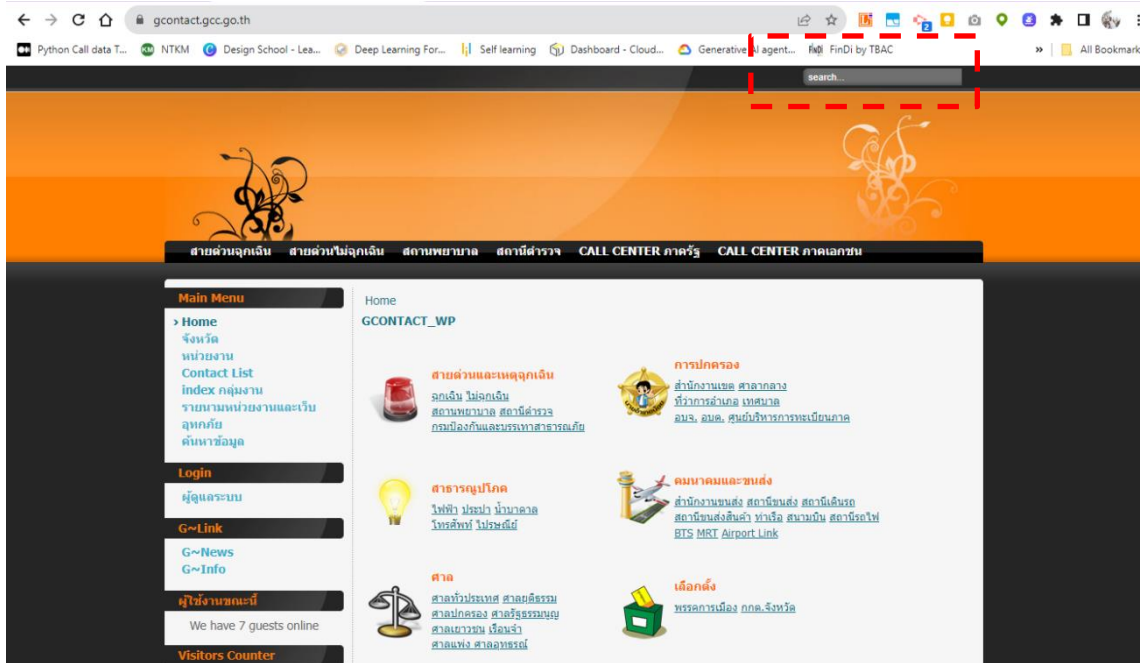 gcontact.gcc.go.th
Python Call data T... NTKM Design School - Lea... Deep Learning For... Self learning Dashboard - Cloud... Generative AI agent... FinDi by TBAC » All Bookmark
search...
สายด่วนฉุกเฉิน สายด่วนไม่ฉุกเฉิน สถานพยาบาล สถานีตำรวจ CALL CENTER ภาครัฐ CALL CENTER ภาคเอกชน
Main Menu
› Home
จังหวัด
หน่วยงาน
Contact List
index กลุ่มงาน
รายนามหน่วยงานและเว็บ
อุทกภัย
ค้นหาข้อมูล
Login
ผู้ดูแลระบบ
G~Link
G~News
G~Info
ผู้ใช้งานขณะนี้
We have 7 guests online
Visitors Counter
Home
GCONTACT_WP
สายด่วนและเหตุฉุกเฉิน
ฉุกเฉิน ไม่ฉุกเฉิน
สถานพยาบาล สถานีตำรวจ
กรมป้องกันและบรรเทาสาธารณภัย
การปกครอง
สำนักงานเขต ศาลากลาง
ที่ว่าการอำเภอ เทศบาล
อบจ. อบต. ศูนย์บริหารการทะเบียนภาค
สาธารณูปโภค
ไฟฟ้า ประปา น้ำบาดาล
โทรศัพท์ ไปรษณีย์
คมนาคมและขนส่ง
สำนักงานขนส่ง สถานีขนส่ง สถานีเดินรถ
สถานีขนส่งสินค้า ท่าเรือ สนามบิน สถานีรถไฟ
BTS MRT Airport Link
ศาล
ศาลทั่วประเทศ ศาลยุติธรรม
ศาลปกครอง ศาลรัฐธรรมนูญ
ศาลเยาวชน เรือนจำ
ศาลแพ่ง ศาลอุทธรณ์
เลือกตั้ง
พรรคการเมือง กกต.จังหวัด